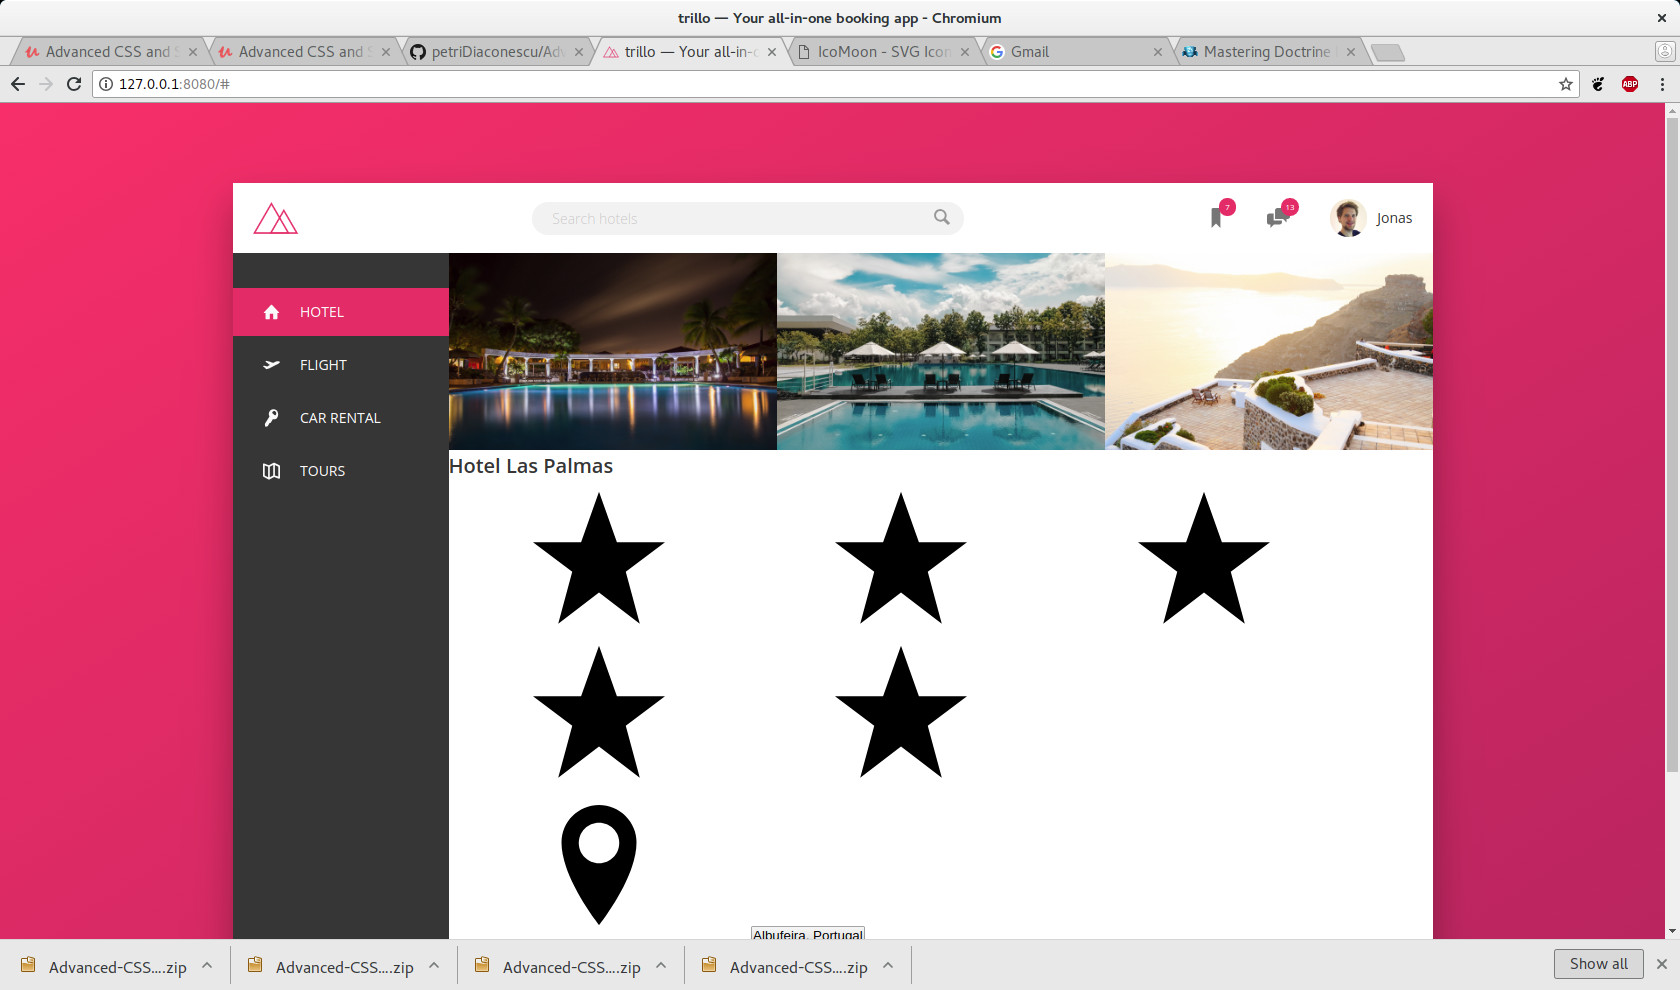 trillo — Your all-in-one booking app - Chromium
Advanced CSS and S
Advanced CSS and S
petriDiaconescu/Adv
trillo — Your all-in-o
IcoMoon - SVG Icon
Gmail
Mastering Doctrine
127.0.0.1:8080/#
ABP
Search hotels
7
13
Jonas
HOTEL
FLIGHT
CAR RENTAL
TOURS
Hotel Las Palmas
Albufeira, Portugal
Advanced-CSS....zip
Advanced-CSS....zip
Advanced-CSS....zip
Advanced-CSS....zip
Show all